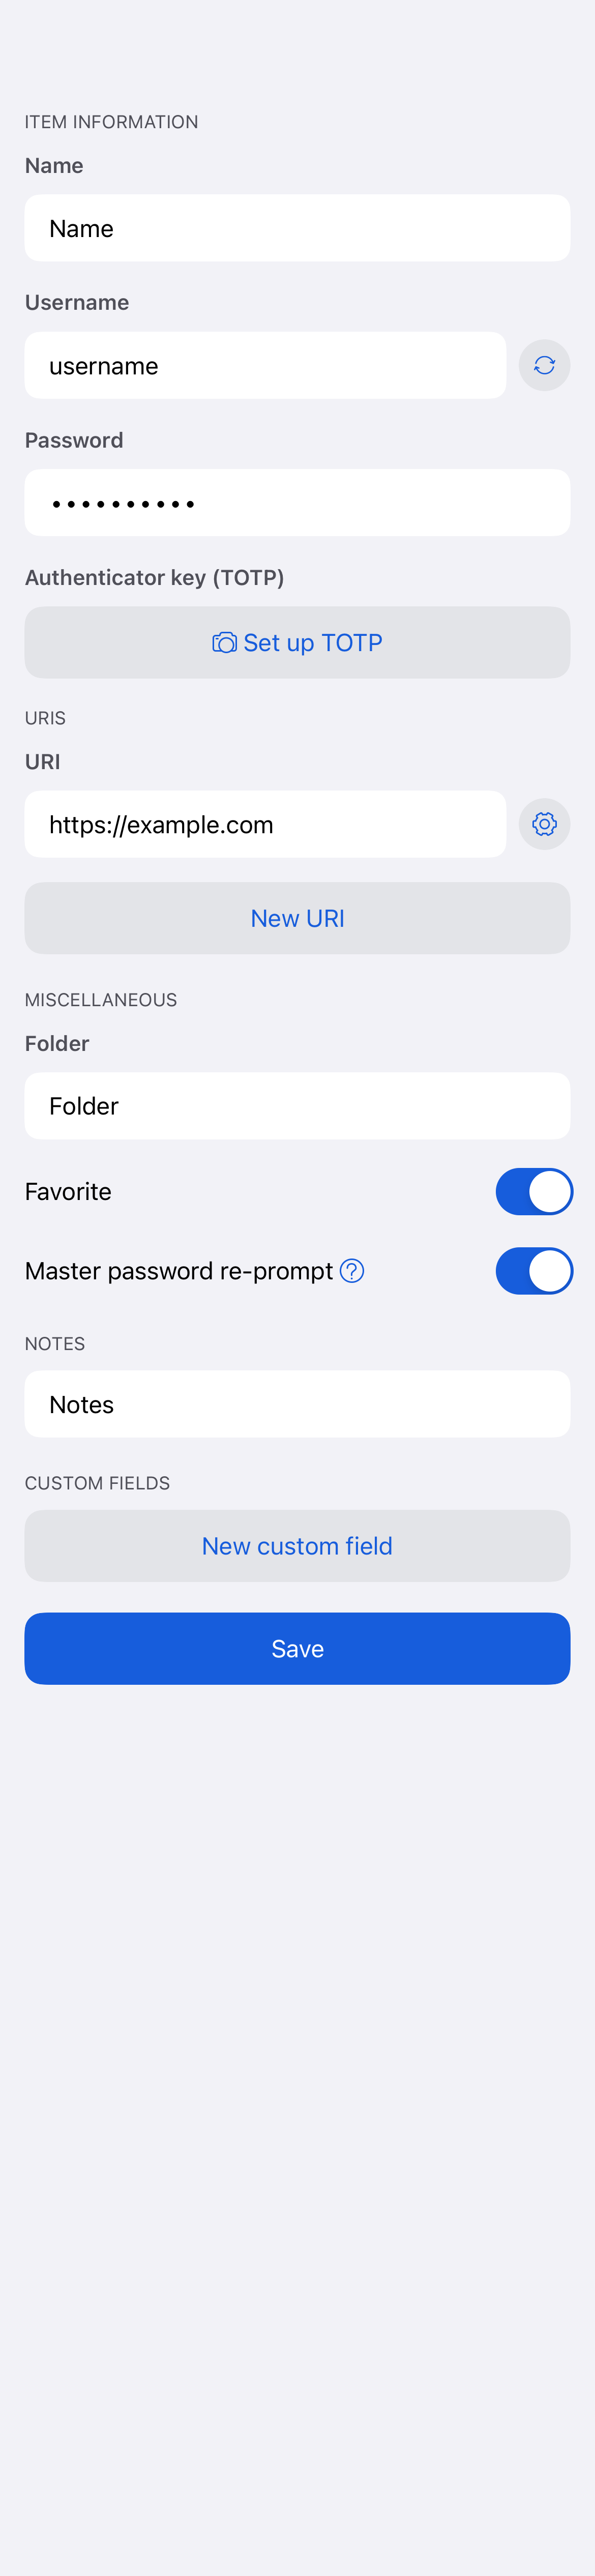 ITEM INFORMATION
Name
Name
Username
username
Password
••••••••••
Authenticator key (TOTP)
Set up TOTP
URIS
URI
https://example.com
New URI
MISCELLANEOUS
Folder
Folder
Favorite
Master password re-prompt
NOTES
Notes
CUSTOM FIELDS
New custom field
Save